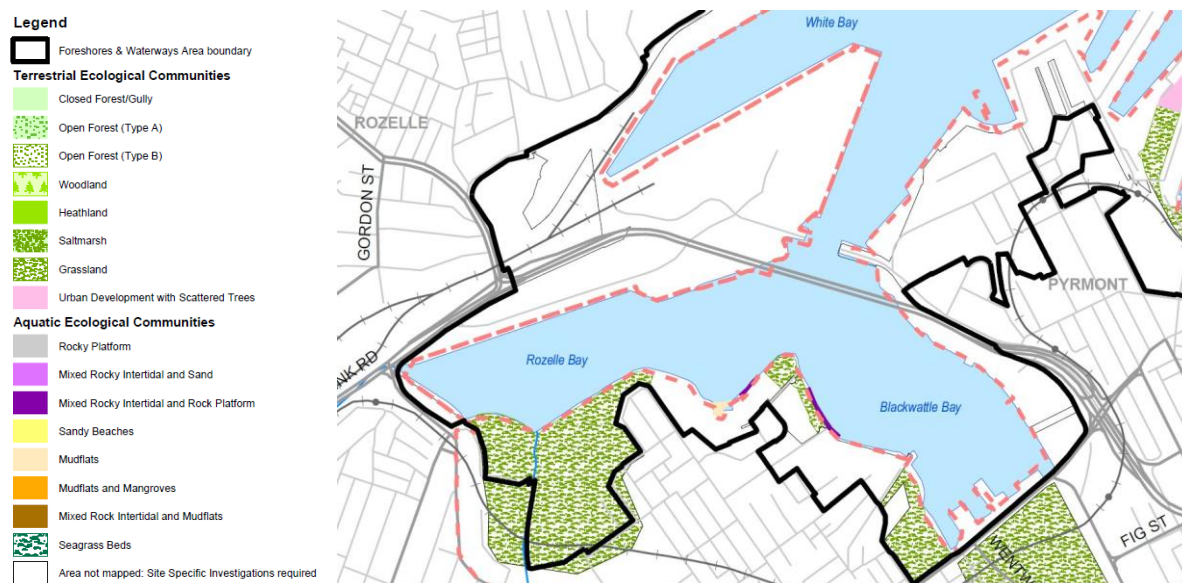 Legend
Foreshores & Waterways Area boundary
Terrestrial Ecological Communities
Closed Forest/Gully
Open Forest (Type A)
Open Forest (Type B)
Woodland
Heathland
Saltmarsh
Grassland
Urban Development with Scattered Trees
Aquatic Ecological Communities
Rocky Platform
Mixed Rocky Intertidal and Sand
Mixed Rocky Intertidal and Rock Platform
Sandy Beaches
Mudflats
Mudflats and Mangroves
Mixed Rock Intertidal and Mudflats
Seagrass Beds
Area not mapped: Site Specific Investigations required
White Bay
ROZELLE
GORDON ST
PYRMONT
Rozelle Bay
NK RD
Blackwattle Bay
FIG ST
WENTW